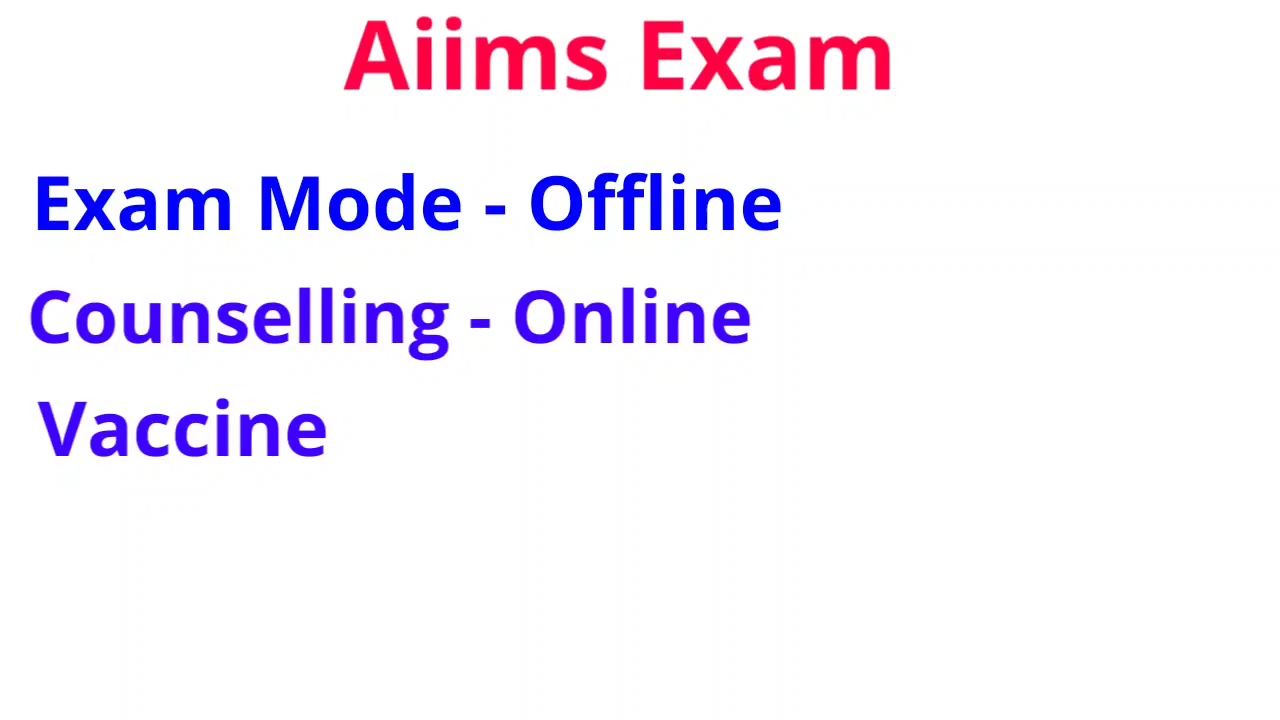 Aiims Exam
Exam Mode - Offline
Counselling - Online
Vaccine